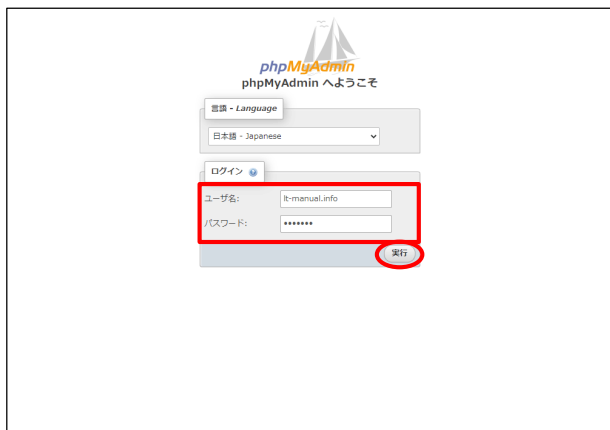 phpMyAdmin
phpMyAdmin へようこそ
言語 - Language
日本語 - Japanese
ログイン
ユーザ名: lt-manual.info
パスワード: •••••••
実行